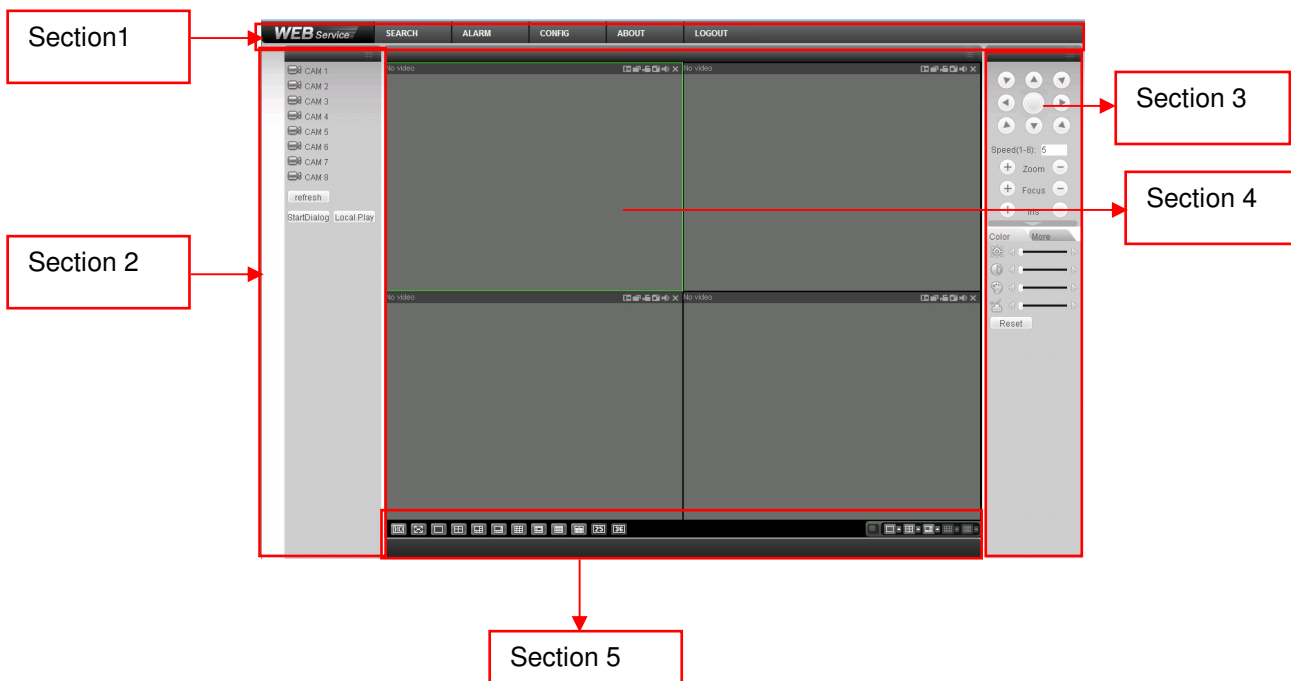 Section1
WEB Service
SEARCH
ALARM
CONFIG
ABOUT
LOGOUT
CAM 1
CAM 2
CAM 3
CAM 4
CAM 5
CAM 6
CAM 7
CAM 8
refresh
StartDialog
Local Play
Section 2
No video
No video
No video
No video
25
36
Speed(1-8): 5
Zoom
Focus
Iris
Color
More
Reset
Section 3
Section 4
Section 5